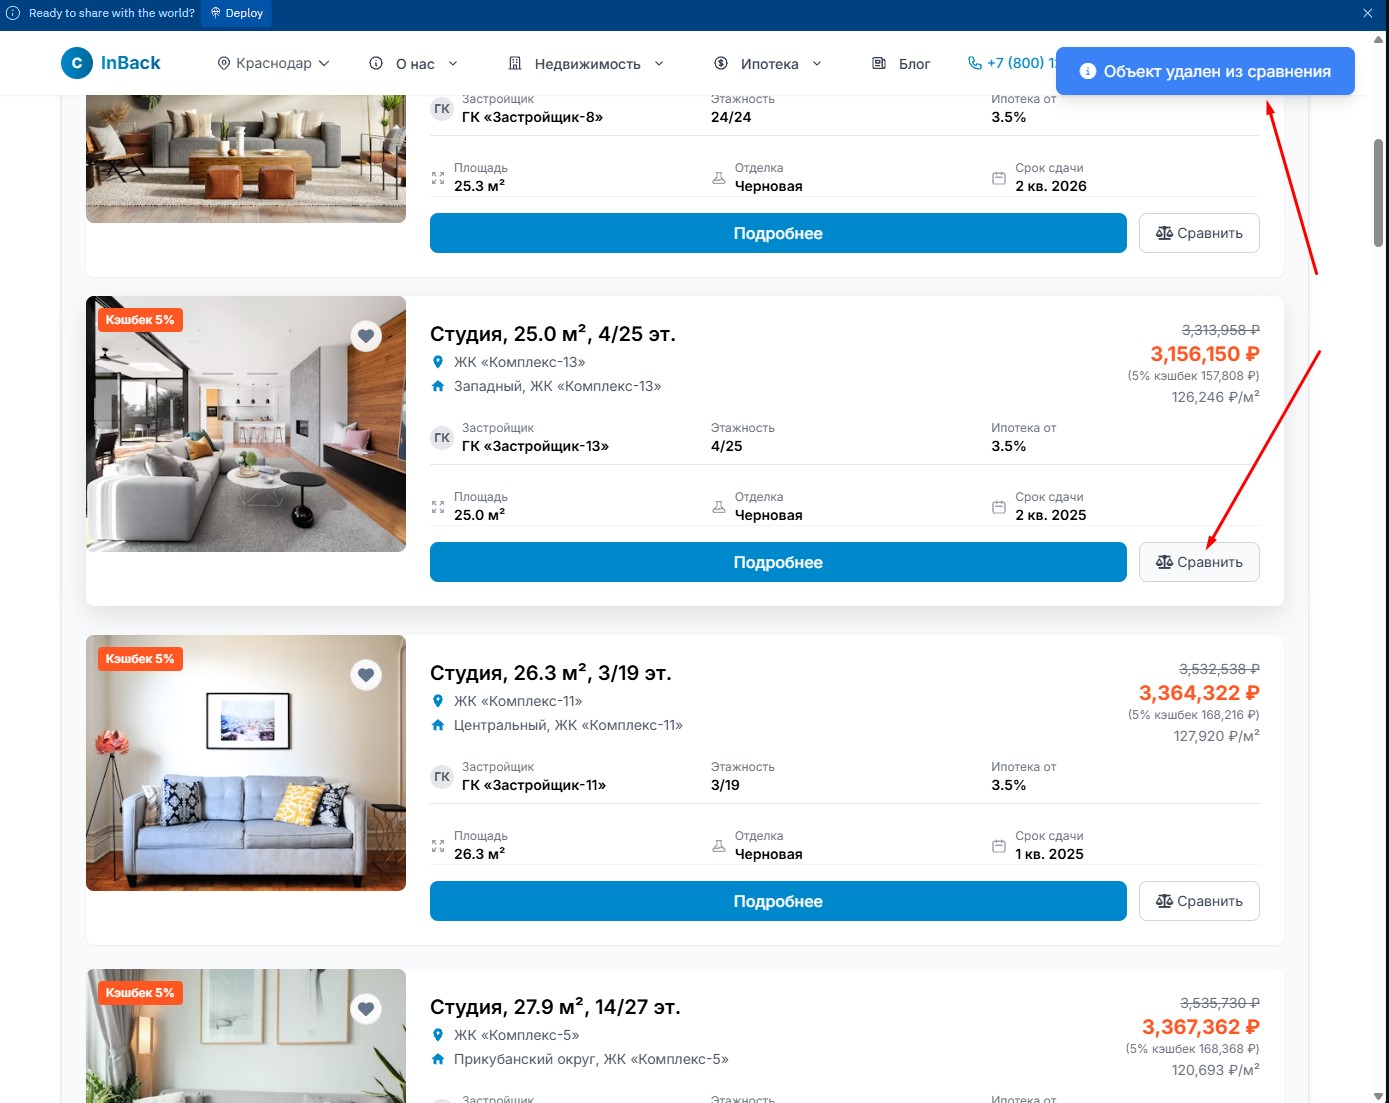 Ready to share with the world?
Deploy
C
InBack
Краснодар
О нас
Недвижимость
Ипотека
Блог
+7 (800)
Объект удален из сравнения
ГК
Застройщик
ГК «Застройщик-8»
Этажность
24/24
Ипотека от
3.5%
Площадь
25.3 м²
Отделка
Черновая
Срок сдачи
2 кв. 2026
Подробнее
Сравнить
Кэшбек 5%
Студия, 25.0 м², 4/25 эт.
ЖК «Комплекс-13»
Западный, ЖК «Комплекс-13»
3,313,958 ₽
3,156,150 ₽
(5% кэшбек 157,808 ₽)
126,246 ₽/м²
ГК
Застройщик
ГК «Застройщик-13»
Этажность
4/25
Ипотека от
3.5%
Площадь
25.0 м²
Отделка
Черновая
Срок сдачи
2 кв. 2025
Подробнее
Сравнить
Кэшбек 5%
Студия, 26.3 м², 3/19 эт.
ЖК «Комплекс-11»
Центральный, ЖК «Комплекс-11»
3,532,538 ₽
3,364,322 ₽
(5% кэшбек 168,216 ₽)
127,920 ₽/м²
ГК
Застройщик
ГК «Застройщик-11»
Этажность
3/19
Ипотека от
3.5%
Площадь
26.3 м²
Отделка
Черновая
Срок сдачи
1 кв. 2025
Подробнее
Сравнить
Кэшбек 5%
Студия, 27.9 м², 14/27 эт.
ЖК «Комплекс-5»
Прикубанский округ, ЖК «Комплекс-5»
3,535,730 ₽
3,367,362 ₽
(5% кэшбек 168,368 ₽)
120,693 ₽/м²
Застройщик
Этажность
Ипотека от